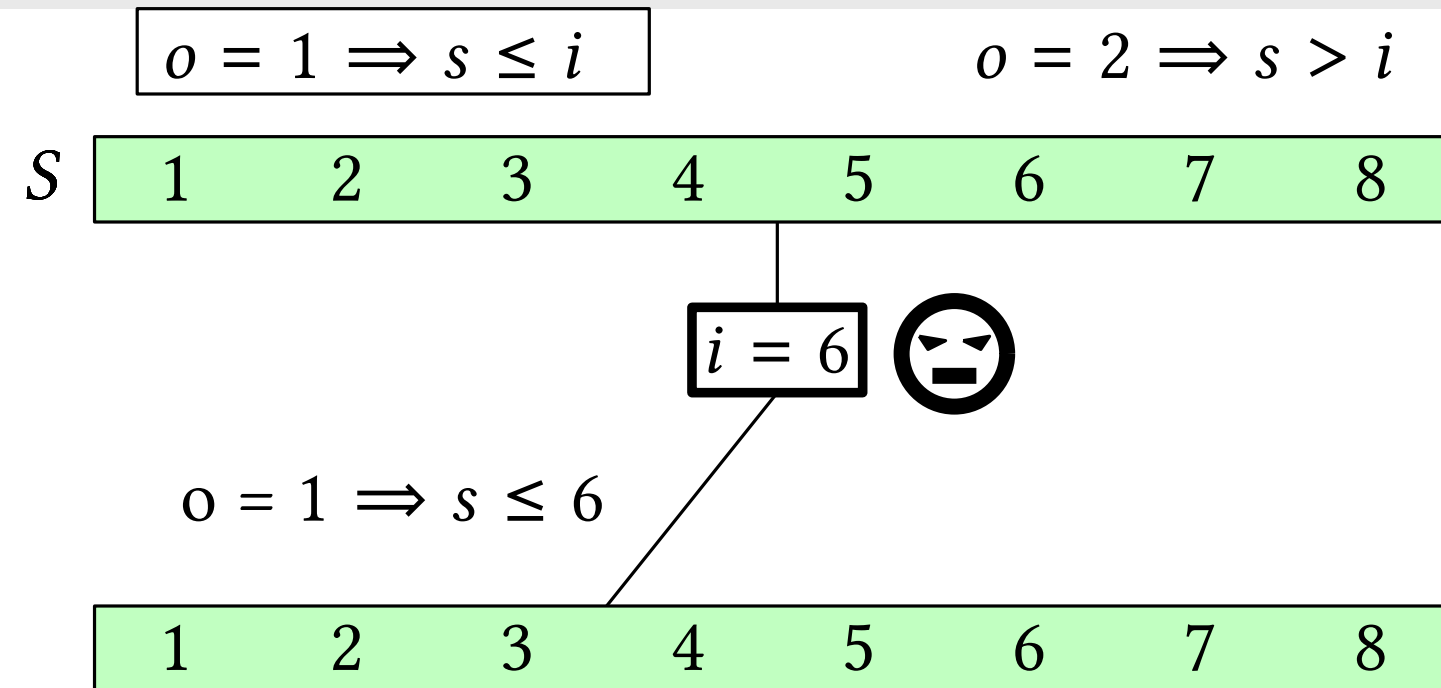 o = 1 ⟹ s ≤ i o = 2 ⟹ s > i
S 1 2 3 4 5 6 7 8
i = 6
o = 1 ⟹ s ≤ 6
1 2 3 4 5 6 7 8